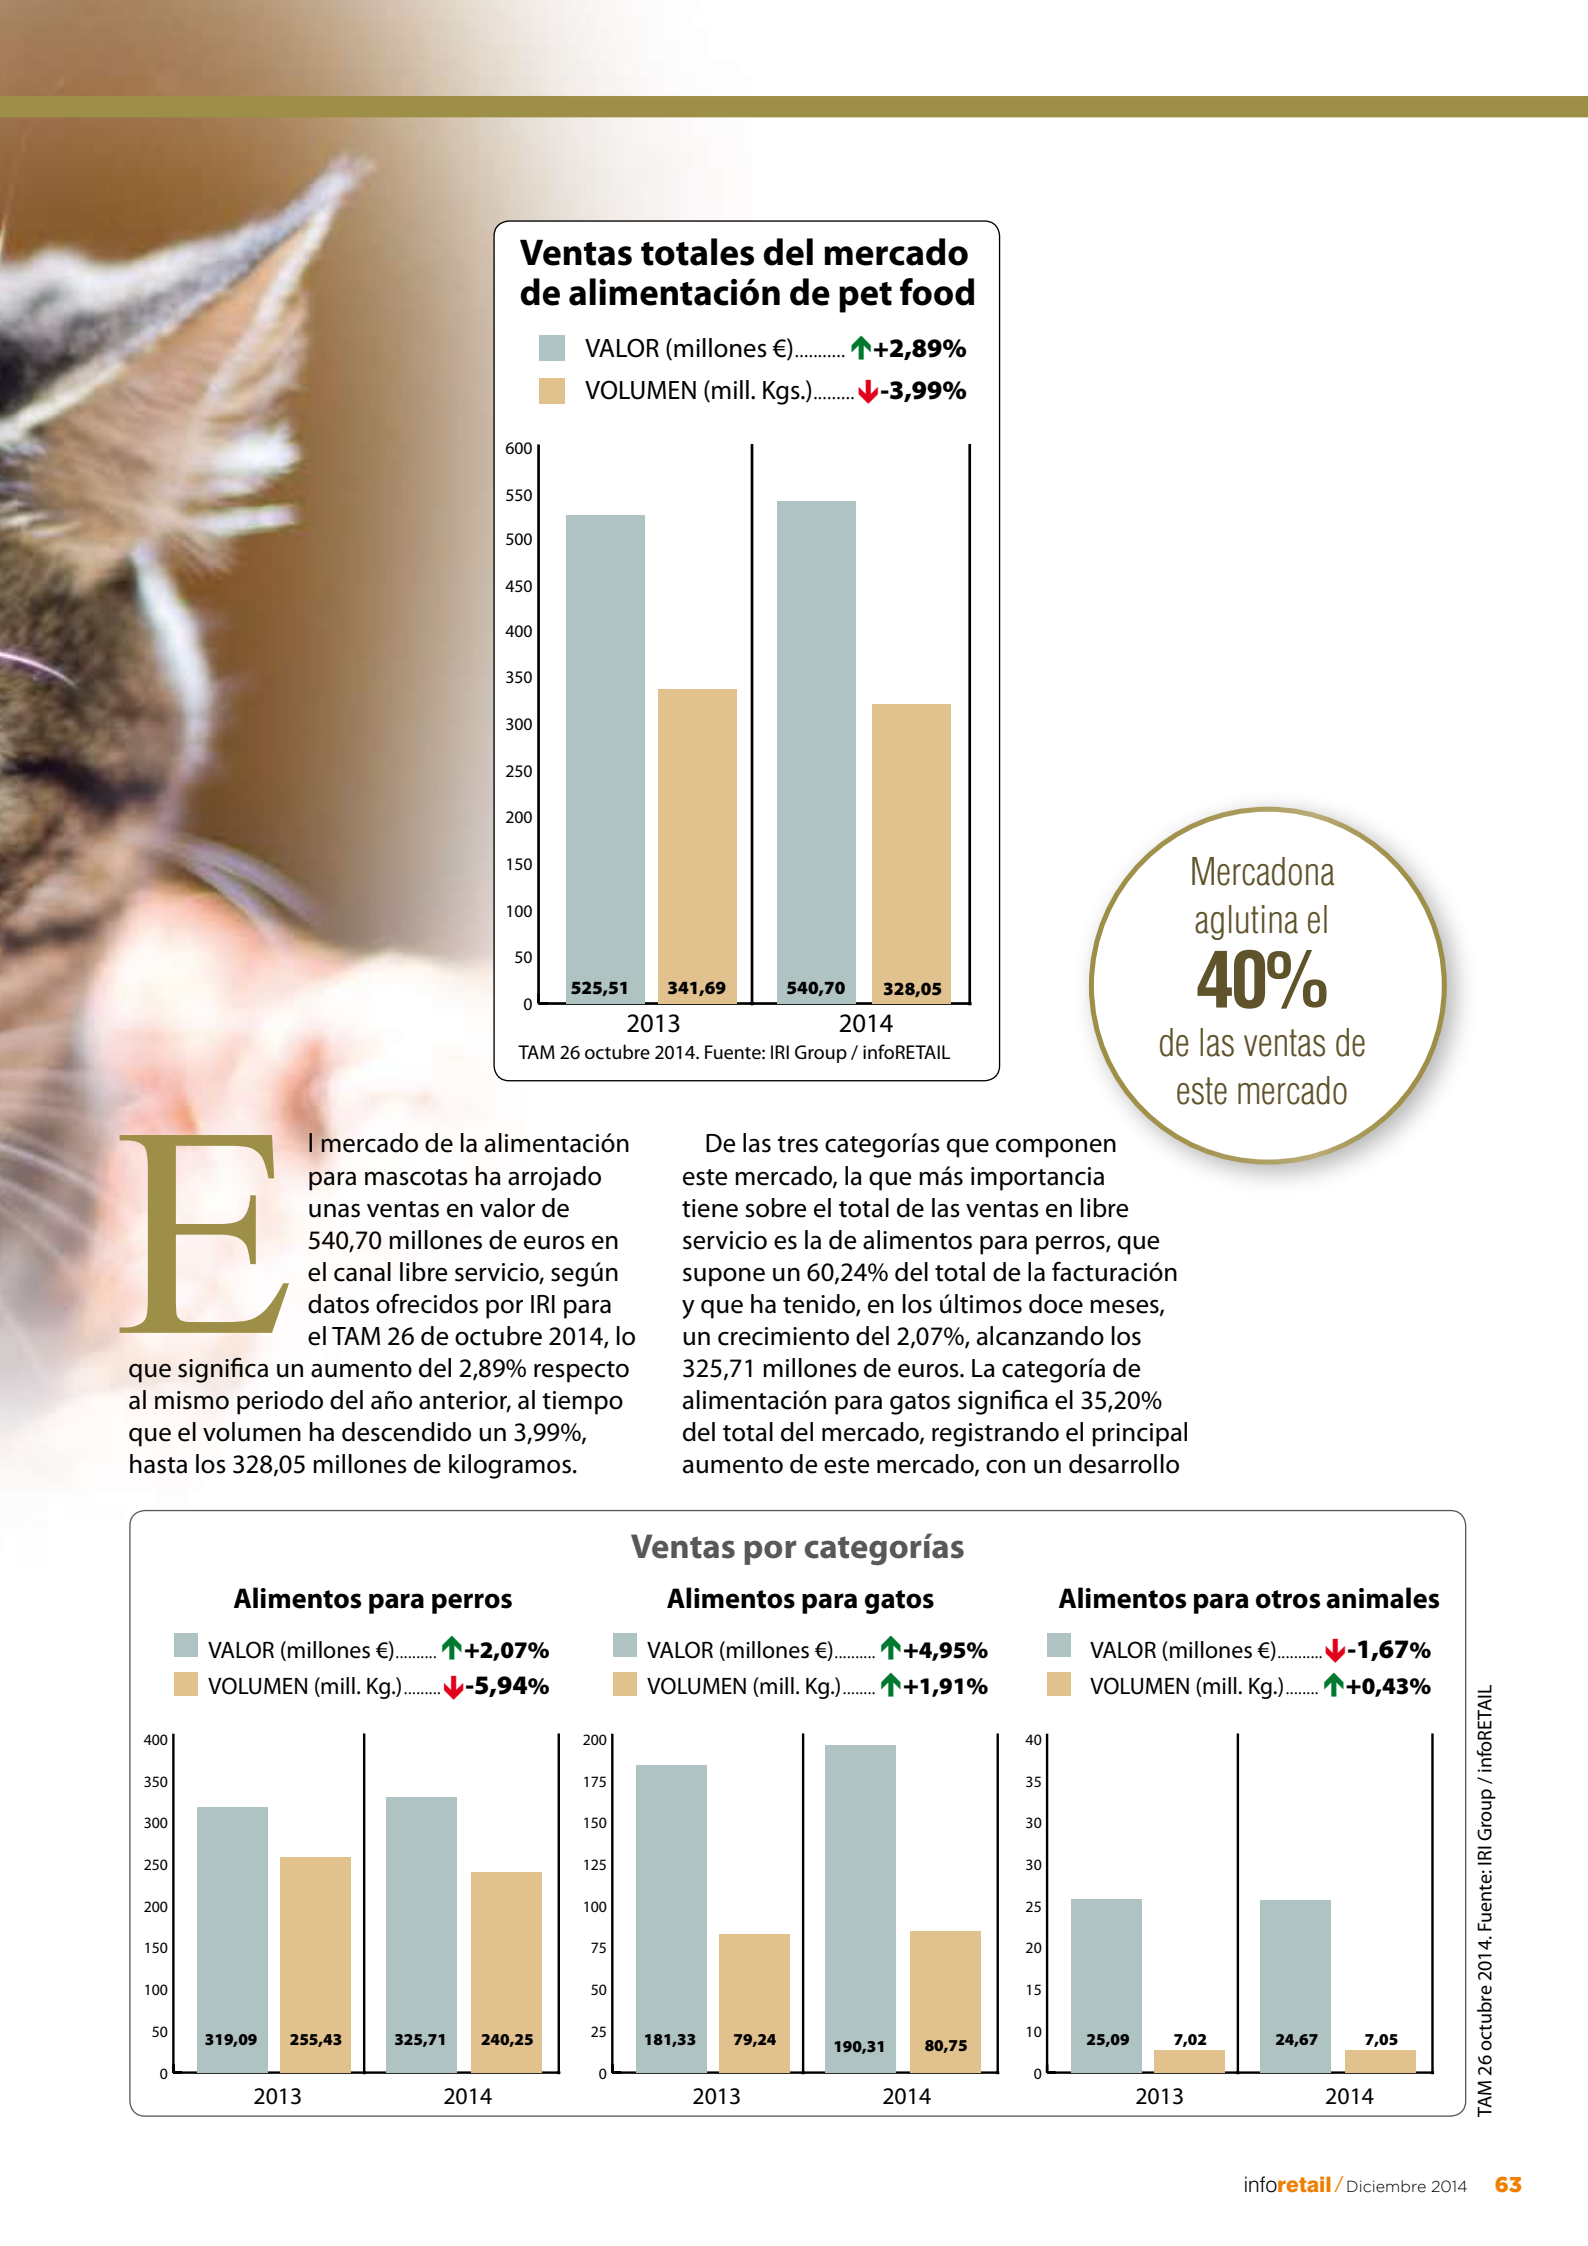 Ventas totales del mercado
de alimentación de pet food
VALOR (millones €)........... +2,89%
VOLUMEN (mill. Kgs.)......... -3,99%
600
550
500
450
400
350
300
250
200
150
100
50
0
525,51 341,69 540,70 328,05
2013 2014
TAM 26 octubre 2014. Fuente: IRI Group / infoRETAIL
Mercadona
aglutina el
40%
de las ventas de
este mercado
El mercado de la alimentación
para mascotas ha arrojado
unas ventas en valor de
540,70 millones de euros en
el canal libre servicio, según
datos ofrecidos por IRI para
el TAM 26 de octubre 2014, lo
que significa un aumento del 2,89% respecto
al mismo periodo del año anterior, al tiempo
que el volumen ha descendido un 3,99%,
hasta los 328,05 millones de kilogramos.
De las tres categorías que componen
este mercado, la que más importancia
tiene sobre el total de las ventas en libre
servicio es la de alimentos para perros, que
supone un 60,24% del total de la facturación
y que ha tenido, en los últimos doce meses,
un crecimiento del 2,07%, alcanzando los
325,71 millones de euros. La categoría de
alimentación para gatos significa el 35,20%
del total del mercado, registrando el principal
aumento de este mercado, con un desarrollo
Ventas por categorías
Alimentos para perros
VALOR (millones €).......... +2,07%
VOLUMEN (mill. Kg.)......... -5,94%
400
350
300
250
200
150
100
50
0
319,09 255,43 325,71 240,25
2013 2014
Alimentos para gatos
VALOR (millones €).......... +4,95%
VOLUMEN (mill. Kg.)........ +1,91%
200
175
150
125
100
75
50
25
0
181,33 79,24 190,31 80,75
2013 2014
Alimentos para otros animales
VALOR (millones €)........... -1,67%
VOLUMEN (mill. Kg.)........ +0,43%
40
35
30
30
25
20
15
10
0
25,09 7,02 24,67 7,05
2013 2014
TAM 26 octubre 2014. Fuente: IRI Group / infoRETAIL
inforetail / Diciembre 2014 63